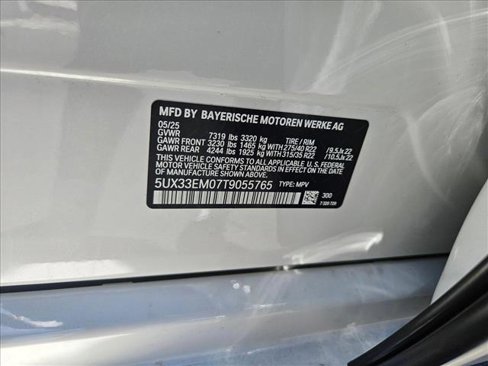 MFD BY BAYERISCHE MOTOREN WERKE AG
05/25
GVWR 7319 lbs 3320 kg TIRE / RIM
GAWR FRONT 3230 lbs 1465 kg WITH 275/40 R22 / 9.5Jx22
GAWR REAR 4244 lbs 1925 kg WITH 315/35 R22 / 10.5Jx22
THIS VEHICLE CONFORMS TO ALL APPLICABLE U.S. FEDERAL
MOTOR VEHICLE SAFETY STANDARDS IN EFFECT ON THE
DATE OF MANUFACTURE SHOWN ABOVE.
5UX33EM07T9055765 TYPE: MPV
300